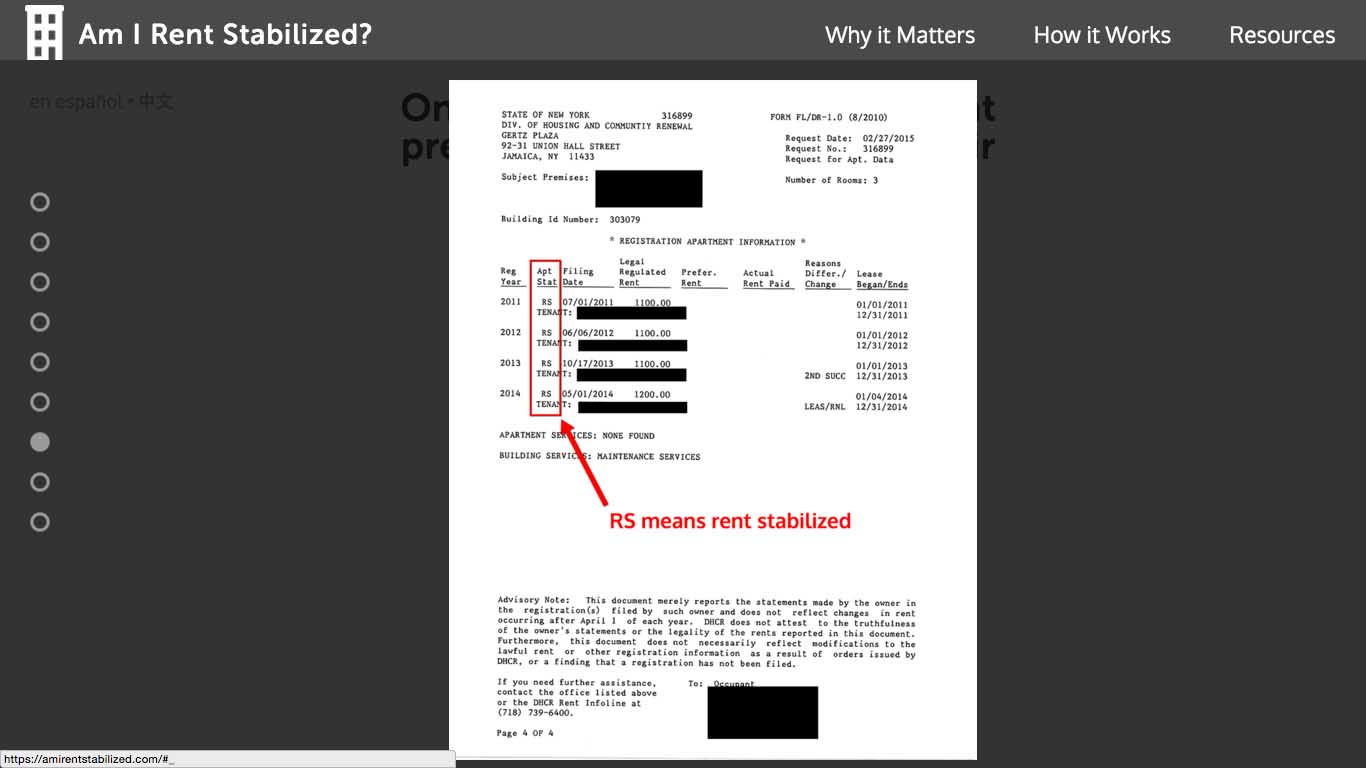 Am I Rent Stabilized?
Why it Matters How it Works Resources
en español • 中文
STATE OF NEW YORK 316899
DIV. OF HOUSING AND COMMUNTIY RENEWAL
GERTZ PLAZA
92-31 UNION HALL STREET
JAMAICA, NY 11433
FORM FL/DR-1.0 (8/2010)
Request Date: 02/27/2015
Request No.: 316899
Request for Apt. Data
Number of Rooms: 3
Subject Premises:
Building Id Number: 303079
* REGISTRATION APARTMENT INFORMATION *
Reg Year Apt Stat Filing Date Legal Regulated Rent Prefer. Rent Actual Rent Paid Reasons Differ./ Change Lease Began/Ends
2011 RS 07/01/2011 1100.00 01/01/2011
TENANT: 12/31/2011
2012 RS 06/06/2012 1100.00 01/01/2012
TENANT: 12/31/2012
2013 RS 10/17/2013 1100.00 01/01/2013
TENANT: 2ND SUCC 12/31/2013
2014 RS 05/01/2014 1200.00 01/04/2014
TENANT: LEAS/RNL 12/31/2014
APARTMENT SERVICES: NONE FOUND
BUILDING SERVICES: MAINTENANCE SERVICES
RS means rent stabilized
Advisory Note: This document merely reports the statements made by the owner in
the registration(s) filed by such owner and does not reflect changes in rent
occurring after April 1 of each year. DHCR does not attest to the truthfulness
of the owner's statements or the legality of the rents reported in this document.
Furthermore, this document does not necessarily reflect modifications to the
lawful rent or other registration information as a result of orders issued by
DHCR, or a finding that a registration has not been filed.
If you need further assistance,
contact the office listed above
or the DHCR Rent Infoline at
(718) 739-6400.
To: Occupant
Page 4 OF 4
https://amirentstabilized.com/#_